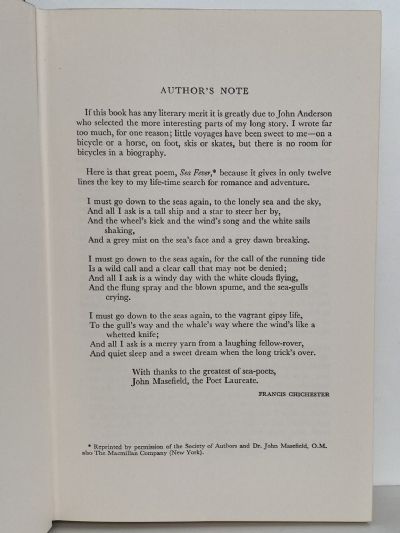 AUTHOR'S NOTE
If this book has any literary merit it is greatly due to John Anderson
who selected the more interesting parts of my long story. I wrote far
too much, for one reason; little voyages have been sweet to me—on a
bicycle or a horse, on foot, skis or skates, but there is no room for
bicycles in a biography.
Here is that great poem, Sea Fever,* because it gives in only twelve
lines the key to my life-time search for romance and adventure.
I must go down to the seas again, to the lonely sea and the sky,
And all I ask is a tall ship and a star to steer her by,
And the wheel's kick and the wind's song and the white sails
shaking,
And a grey mist on the sea's face and a grey dawn breaking.
I must go down to the seas again, for the call of the running tide
Is a wild call and a clear call that may not be denied;
And all I ask is a windy day with the white clouds flying,
And the flung spray and the blown spume, and the sea-gulls
crying.
I must go down to the seas again, to the vagrant gipsy life,
To the gull's way and the whale's way where the wind's like a
whetted knife;
And all I ask is a merry yarn from a laughing fellow-rover,
And quiet sleep and a sweet dream when the long trick's over.
With thanks to the greatest of sea-poets,
John Masefield, the Poet Laureate.
FRANCIS CHICHESTER
* Reprinted by permission of the Society of Authors and Dr. John Masefield, O.M.
also The Macmillan Company (New York).